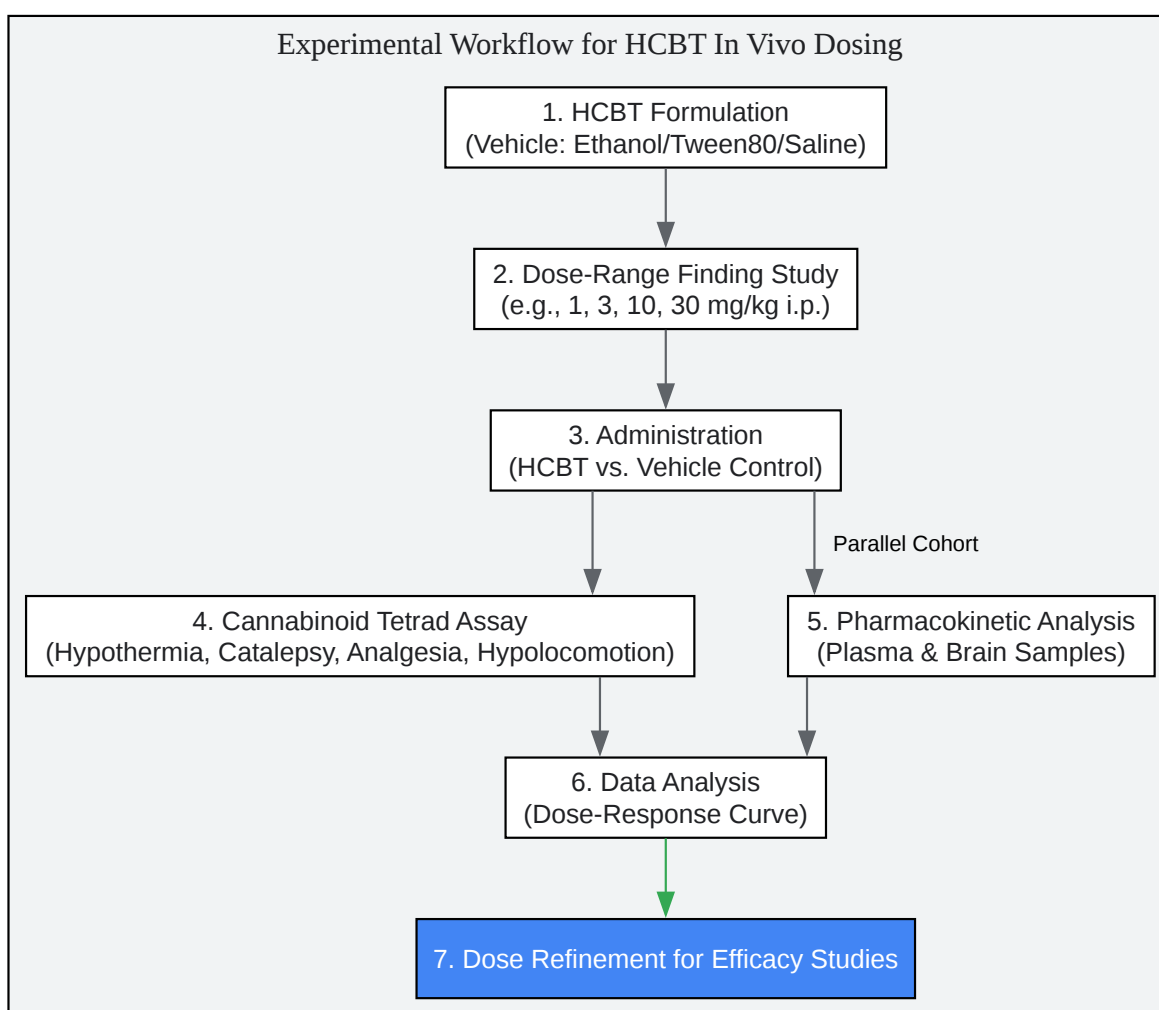 Experimental Workflow for HCBT In Vivo Dosing
1. HCBT Formulation
(Vehicle: Ethanol/Tween80/Saline)
2. Dose-Range Finding Study
(e.g., 1, 3, 10, 30 mg/kg i.p.)
3. Administration
(HCBT vs. Vehicle Control)
Parallel Cohort
4. Cannabinoid Tetrad Assay
(Hypothermia, Catalepsy, Analgesia, Hypolocomotion)
5. Pharmacokinetic Analysis
(Plasma & Brain Samples)
6. Data Analysis
(Dose-Response Curve)
7. Dose Refinement for Efficacy Studies